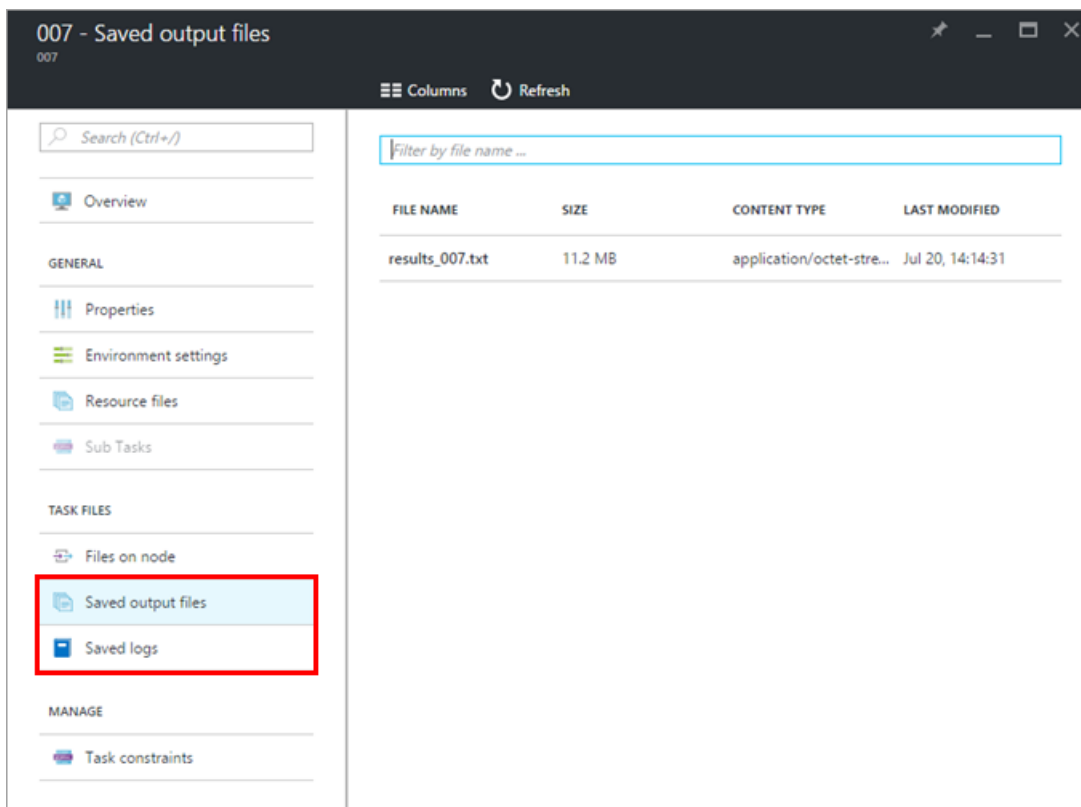 007 - Saved output files
007
Columns Refresh
Search (Ctrl+/)
Overview
GENERAL
Properties
Environment settings
Resource files
Sub Tasks
TASK FILES
Files on node
Saved output files
Saved logs
MANAGE
Task constraints
Filter by file name ...
FILE NAME SIZE CONTENT TYPE LAST MODIFIED
results_007.txt 11.2 MB application/octet-stre... Jul 20, 14:14:31